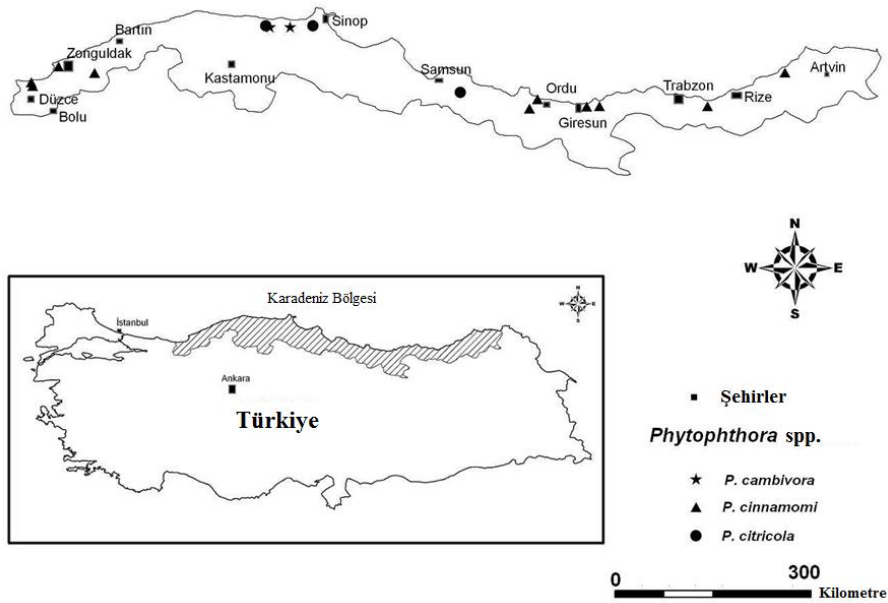 Sinop
Bartın
Zonguldak
Kastamonu
Samsun
Artvin
Düzce
Bolu
Ordu
Giresun
Trabzon
Rize
N
W E
S
Karadeniz Bölgesi
N
W E
S
İstanbul
Ankara
Türkiye
Şehirler
Phytophthora spp.
P. cambivora
P. cinnamomi
P. citricola
0 300 Kilometre